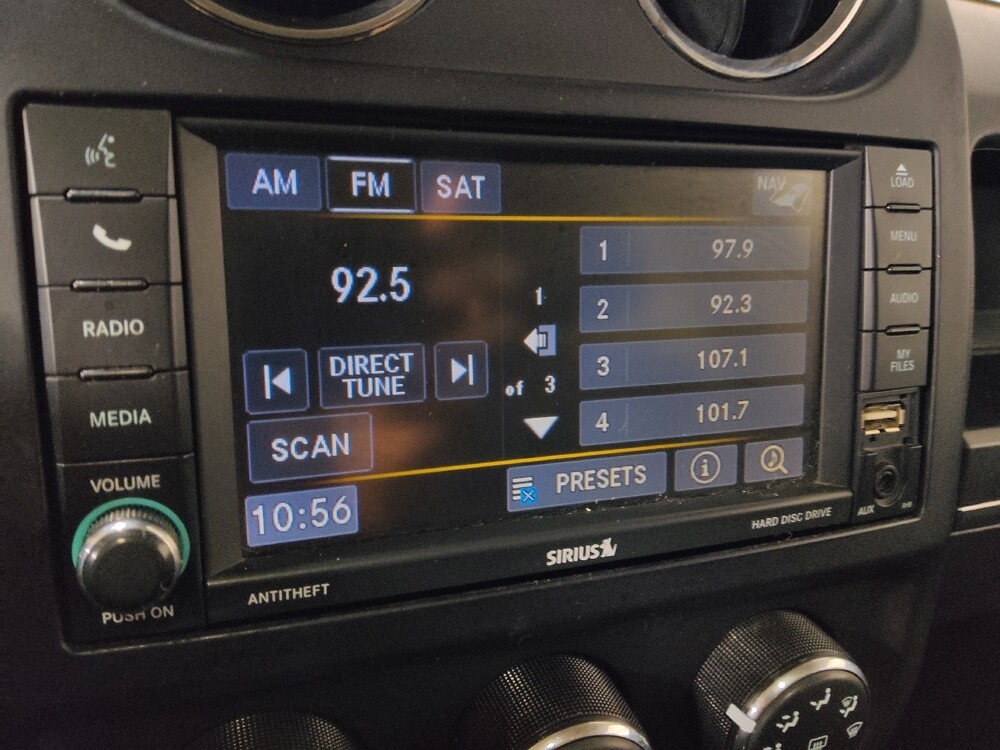 AM FM SAT NAV
92.5
DIRECT
TUNE
SCAN
10:56
1
of 3
1 97.9
2 92.3
3 107.1
4 101.7
PRESETS
i
RADIO
MEDIA
VOLUME
PUSH ON
ANTITHEFT
SIRIUS
HARD DISC DRIVE
LOAD
MENU
AUDIO
MY
FILES
AUX